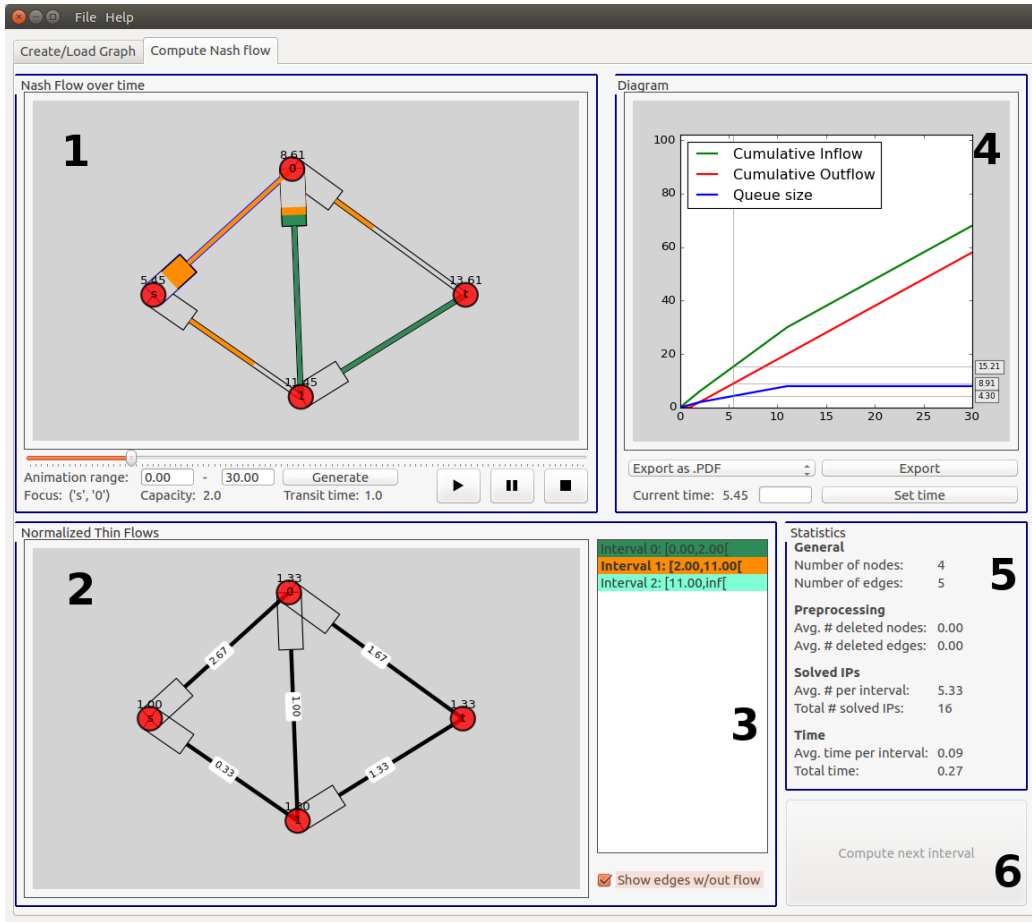 File Help
Create/Load Graph Compute Nash flow
Nash Flow over time
1
8.61
0
5.45
s
13.61
t
11.45
1
Animation range: 0.00 - 30.00 Generate
Focus: ('s', '0') Capacity: 2.0 Transit time: 1.0
Diagram
4
Cumulative Inflow
Cumulative Outflow
Queue size
100
80
60
40
20
0
0 5 10 15 20 25 30
15.21
8.91
4.30
Export as .PDF Export
Current time: 5.45 Set time
Normalized Thin Flows
2
1.33
0
2.67
1.67
1.00
1.00
s
1.33
t
0.33
1.33
1
Interval 0: [0.00,2.00[
Interval 1: [2.00,11.00[
Interval 2: [11.00,inf[
3
Show edges w/out flow
Statistics
5
General
Number of nodes: 4
Number of edges: 5
Preprocessing
Avg. # deleted nodes: 0.00
Avg. # deleted edges: 0.00
Solved IPs
Avg. # per interval: 5.33
Total # solved IPs: 16
Time
Avg. time per interval: 0.09
Total time: 0.27
Compute next interval
6